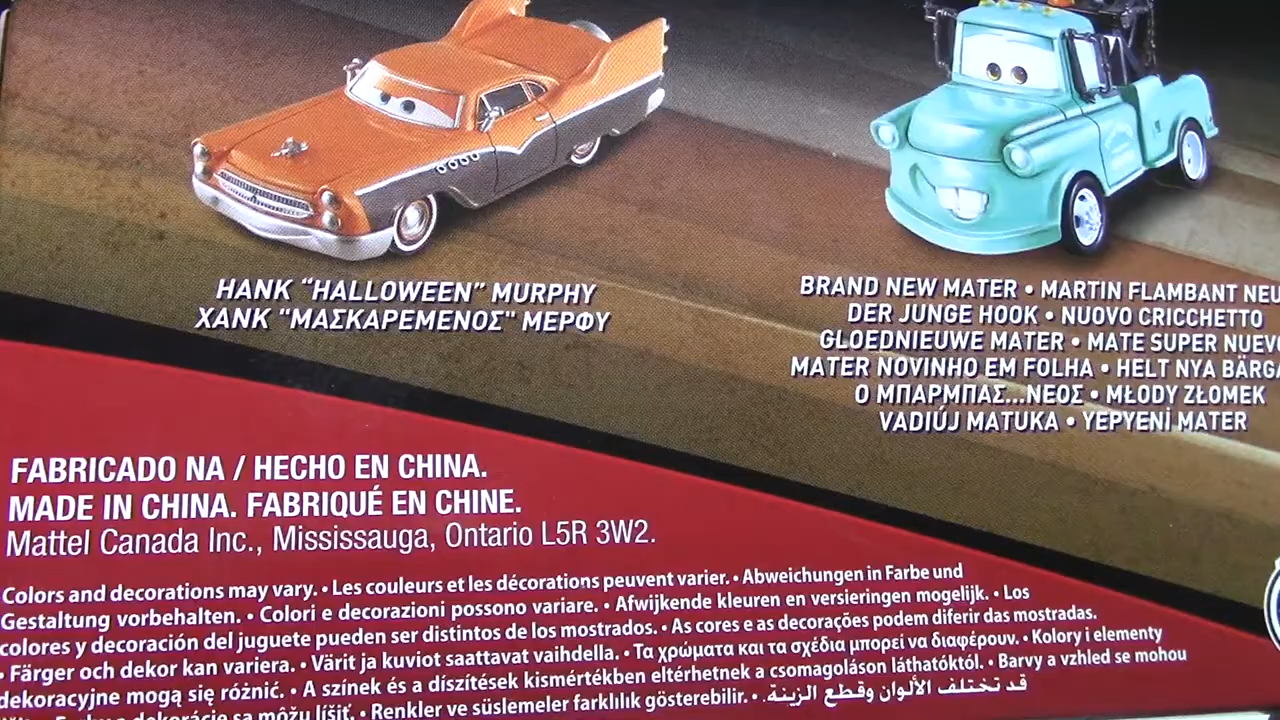 HANK “HALLOWEEN” MURPHY
ΧΑΝΚ "ΜΑΣΚΑΡΕΜΕΝΟΣ" ΜΕΡΦΥ
BRAND NEW MATER • MARTIN FLAMBANT NEU
DER JUNGE HOOK • NUOVO CRICCHETTO
GLOEDNIEUWE MATER • MATE SUPER NUEVO
MATER NOVINHO EM FOLHA • HELT NYA BÄRGA
Ο ΜΠΑΡΜΠΑΣ...ΝΕΟΣ • MŁODY ZŁOMEK
VADIÚJ MATUKA • YEPYENİ MATER
FABRICADO NA / HECHO EN CHINA.
MADE IN CHINA. FABRIQUÉ EN CHINE.
Mattel Canada Inc., Mississauga, Ontario L5R 3W2.
Colors and decorations may vary. • Les couleurs et les décorations peuvent varier. • Abweichungen in Farbe und
Gestaltung vorbehalten. • Colori e decorazioni possono variare. • Afwijkende kleuren en versieringen mogelijk. • Los
colores y decoración del juguete pueden ser distintos de los mostrados. • As cores e as decorações podem diferir das mostradas.
• Färger och dekor kan variera. • Värit ja kuviot saattavat vaihdella. • Τα χρώματα και τα σχέδια μπορεί να διαφέρουν. • Kolory i elementy
dekoracyjne mogą się różnić. • A színek és a díszítések kismértékben eltérhetnek a csomagoláson láthatóktól. • Barvy a vzhled se mohou
dekorácie sa môžu líšiť. • Renkler ve süslemeler farklılık gösterebilir. • قد تختلف الألوان وقطع الزينة.